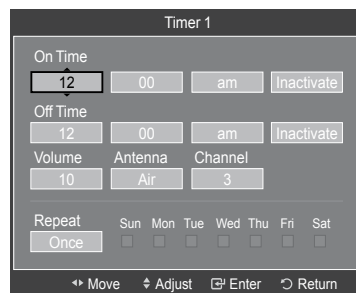 Timer 1
On Time
12 00 am Inactivate
Off Time
12 00 am Inactivate
Volume Antenna Channel
10 Air 3
Repeat Sun Mon Tue Wed Thu Fri Sat
Once
Move Adjust Enter Return